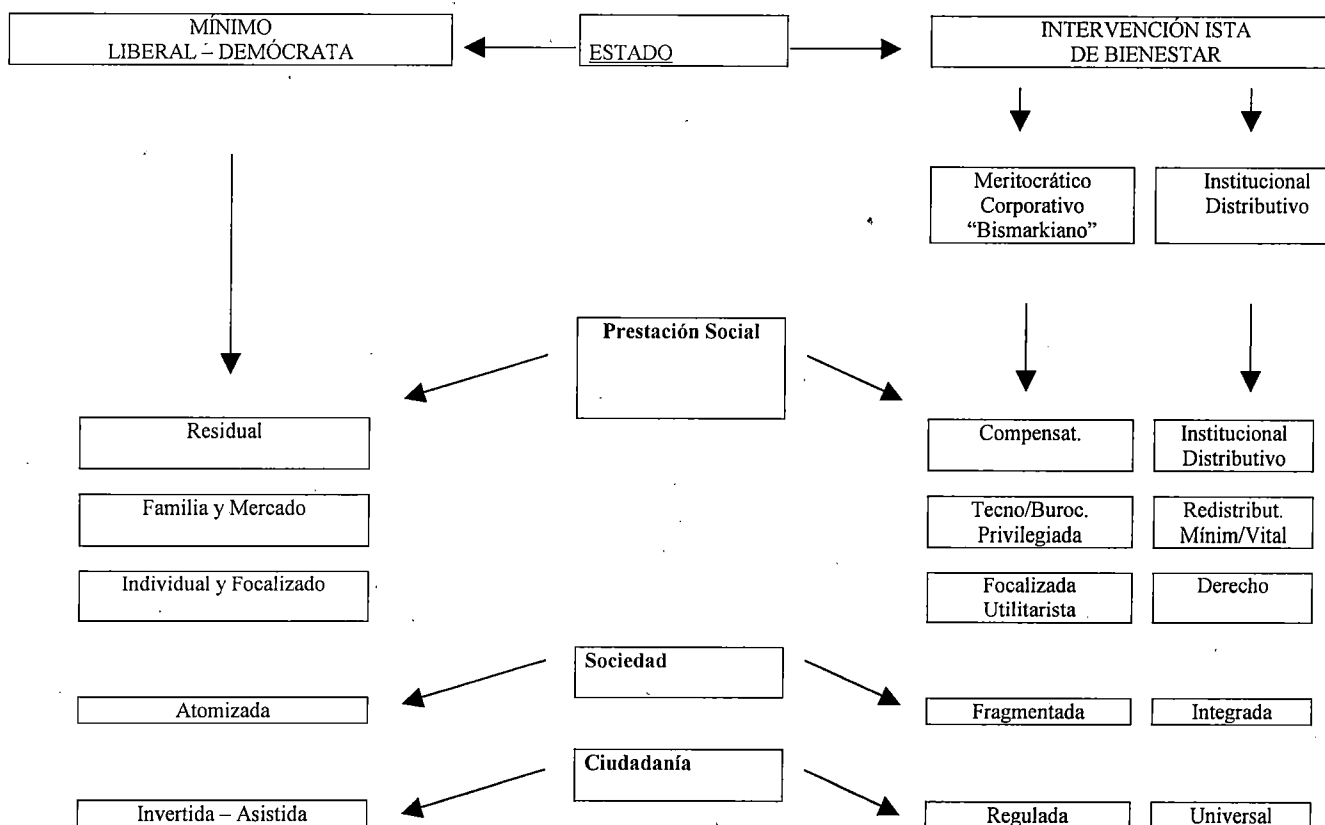 MÍNIMO
LIBERAL – DEMÓCRATA
ESTADO
INTERVENCIÓN ISTA
DE BIENESTAR
Meritocrático
Corporativo
“Bismarkiano”
Institucional
Distributivo
Prestación Social
Residual
Compensat.
Institucional
Distributivo
Familia y Mercado
Tecno/Buroc.
Privilegiada
Redistribut.
Mínim/Vital
Individual y Focalizado
Focalizada
Utilitarista
Derecho
Sociedad
Atomizada
Fragmentada
Integrada
Ciudadanía
Invertida – Asistida
Regulada
Universal